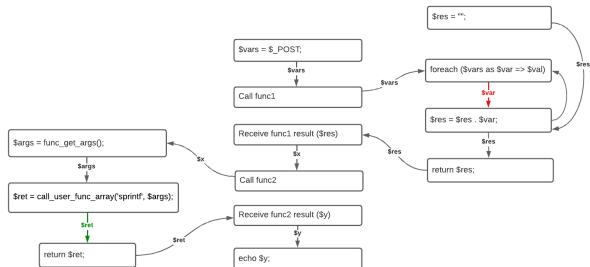 $res = "";
$res
$vars = $_POST;
$vars
Call func1
$vars
foreach ($vars as $var => $val)
$var
$res = $res . $var;
$res
return $res;
$res
Receive func1 result ($res)
$x
Call func2
$x
$args = func_get_args();
$args
$ret = call_user_func_array('sprintf', $args);
$ret
return $ret;
$ret
Receive func2 result ($y)
$y
echo $y;